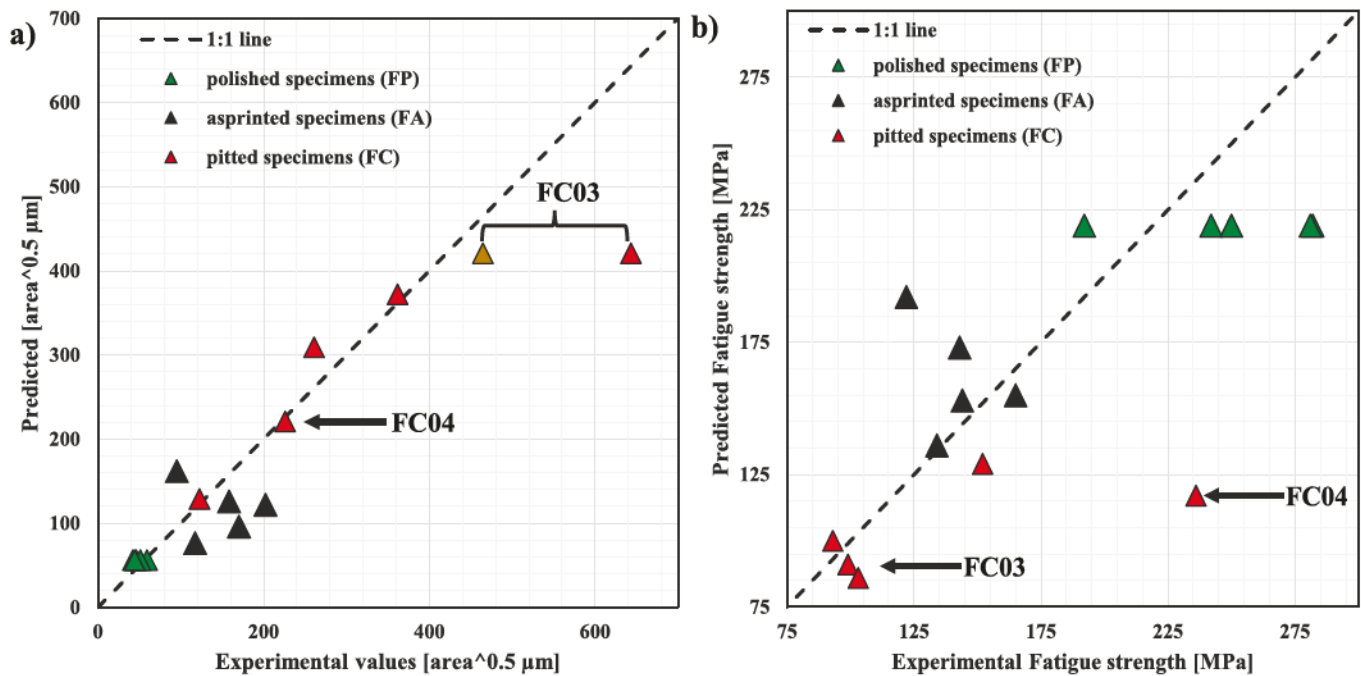 a)
700
600
500
400
300
200
100
0
0
200
400
600
Predicted [area^0.5 µm]
Experimental values [area^0.5 µm]
1:1 line
polished specimens (FP)
asprinted specimens (FA)
pitted specimens (FC)
FC03
FC04
b)
275
225
175
125
75
75
125
175
225
275
Predicted Fatigue strength [MPa]
Experimental Fatigue strength [MPa]
1:1 line
polished specimens (FP)
asprinted specimens (FA)
pitted specimens (FC)
FC04
FC03